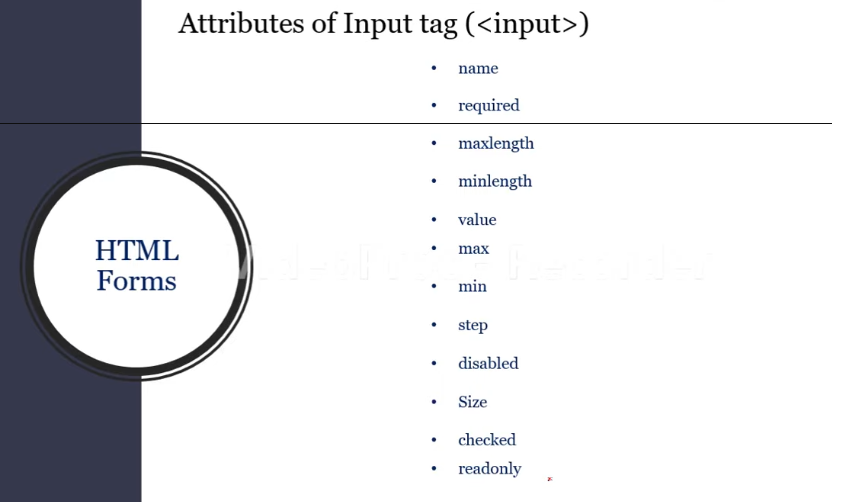 Attributes of Input tag (<input>)
• name
• required
• maxlength
• minlength
• value
• max
• min
• step
• disabled
• Size
• checked
• readonly
HTML
Forms